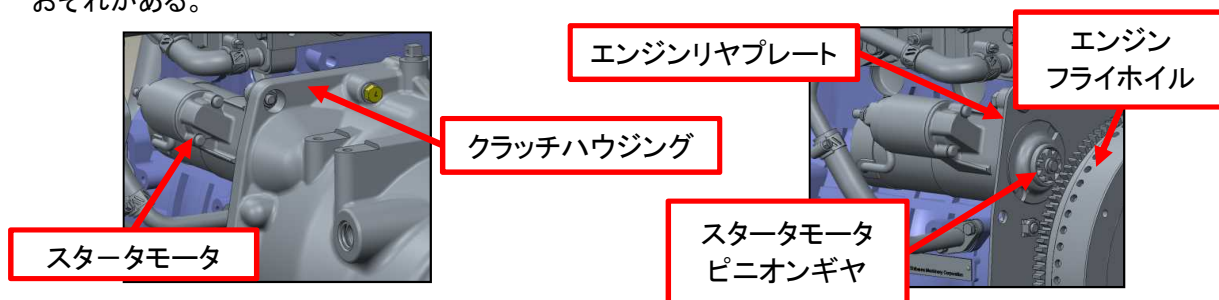 おそれがある。
エンジンリヤプレート
エンジン
フライホイル
クラッチハウジング
スタータモータ
スタータモータ
ピニオンギヤ